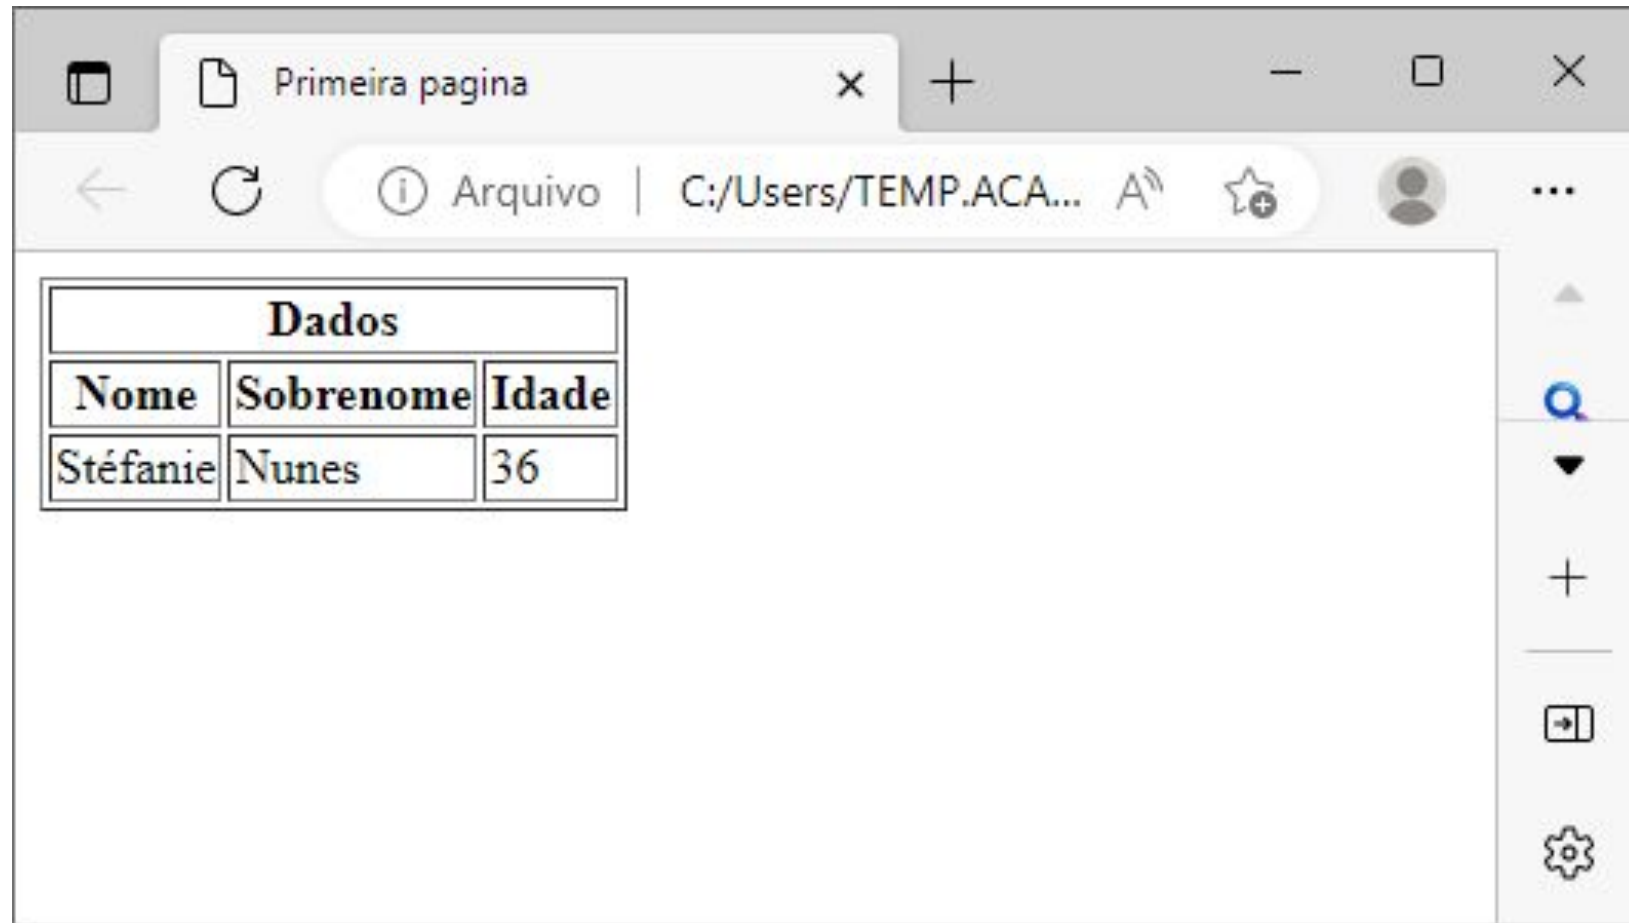 Primeira pagina
Arquivo | C:/Users/TEMP.ACA...
Dados
Nome Sobrenome Idade
Stéfanie Nunes 36